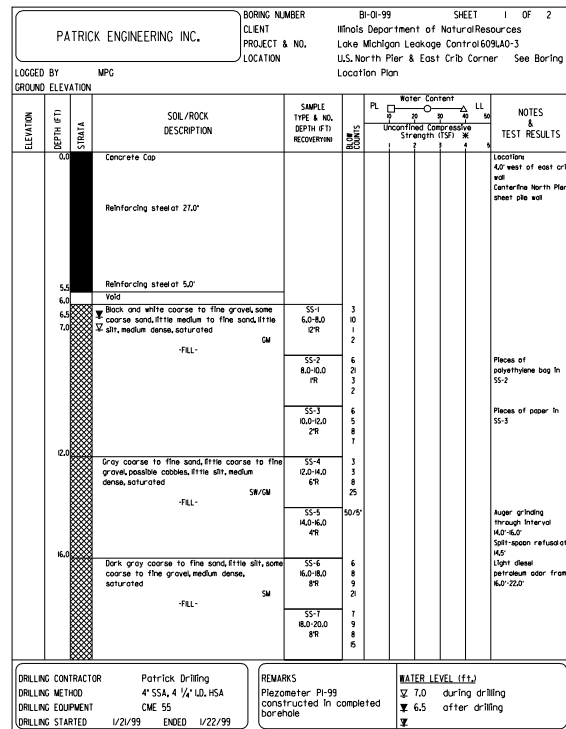 PATRICK ENGINEERING INC.
BORING NUMBER BI-01-99 SHEET 1 OF 2
CLIENT Illinois Department of Natural Resources
PROJECT & NO. Lake Michigan Leakage Control 609LAO-3
LOCATION U.S. North Pier & East Crib Corner See Boring
Location Plan
LOGGED BY MPG
GROUND ELEVATION
ELEVATION
DEPTH (FT)
STRATA
SOIL/ROCK
DESCRIPTION
SAMPLE
TYPE & NO.
DEPTH (FT)
RECOVERY(IN)
BLOW
COUNTS
Water Content
PL LL
10 20 30 40 50
Unconfined Compressive
Strength (TSF) ✳
1 2 3 4 5
NOTES
&
TEST RESULTS
0.0 Concrete Cap
Location:
4.0' west of east crib
wall
Centerline North Pier
sheet pile wall
Reinforcing steel at 27.0"
Reinforcing steel at 5.0'
5.5
Void
6.0
Black and white coarse to fine gravel, some
6.5 coarse sand, little medium to fine sand, little
7.0 silt, medium dense, saturated
GM
-FILL-
SS-1
6.0-8.0
12"R
3
10
1
2
SS-2
8.0-10.0
1"R
6
21
3
2
Pieces of
polyethylene bag in
SS-2
SS-3
10.0-12.0
2"R
6
5
8
7
Pieces of paper in
SS-3
12.0
Gray coarse to fine sand, little coarse to fine
gravel, possible cobbles, little silt, medium
dense, saturated
SW/GM
-FILL-
SS-4
12.0-14.0
6"R
3
3
8
25
SS-5
14.0-16.0
4"R
50/5"
Auger grinding
through interval
14.0'-16.0'
Split-spoon refusal at
14.5'
16.0
Dark gray coarse to fine sand, little silt, some
coarse to fine gravel, medium dense,
saturated
SM
-FILL-
SS-6
16.0-18.0
8"R
6
8
9
21
Light diesel
petroleum odor from
16.0'-22.0'
SS-7
18.0-20.0
8"R
7
9
8
15
DRILLING CONTRACTOR Patrick Drilling
DRILLING METHOD 4" SSA, 4 1/4" I.D. HSA
DRILLING EQUIPMENT CME 55
DRILLING STARTED 1/21/99 ENDED 1/22/99
REMARKS
Piezometer P1-99
constructed in completed
borehole
WATER LEVEL (ft.)
7.0 during drilling
6.5 after drilling